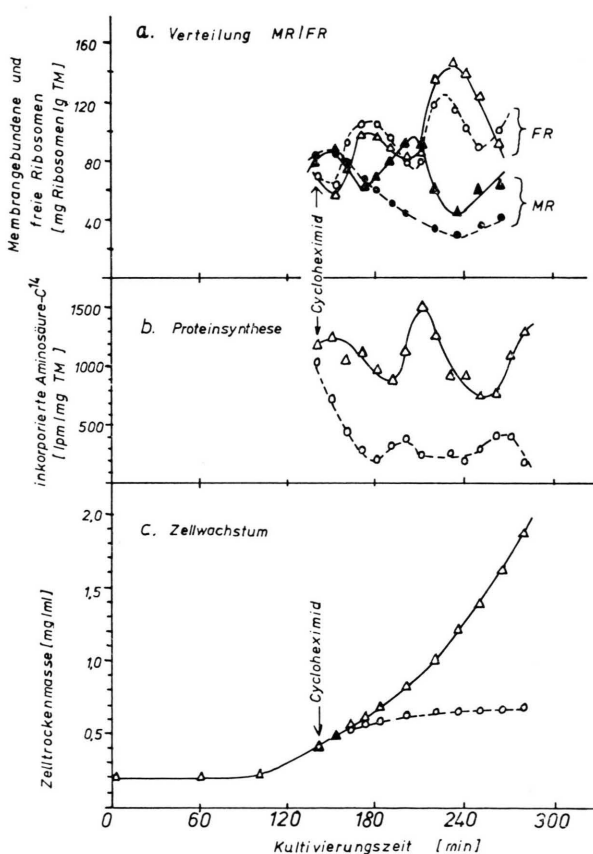 a. Verteilung MR/FR
Membrangebundene und
freie Ribosomen
[mg Ribosomen/g TM]
160
120
80
40
FR
MR
Cycloheximid
b. Proteinsynthese
inkorporierte Aminosäure-C14
[Ipm/mg TM]
1500
1000
500
0
c. Zellwachstum
Zelltrockenmasse [mg/ml]
2,0
1,5
1,0
0,5
0
Cycloheximid
0
60
120
180
240
300
Kultivierungszeit [min]